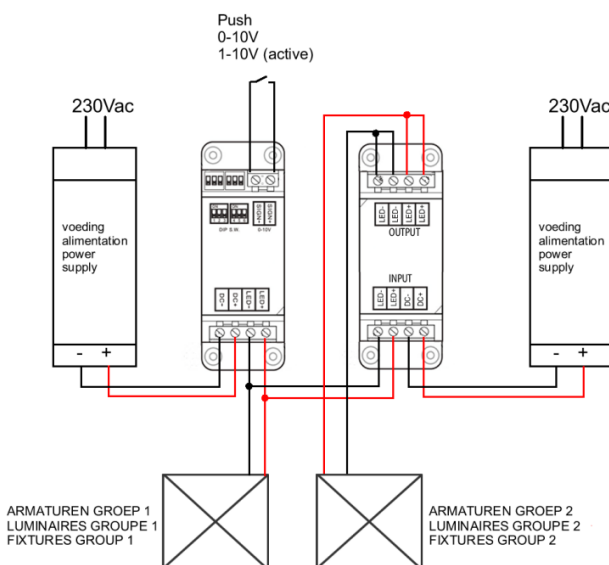 Push
0-10V
1-10V (active)
230Vac
230Vac
voeding
alimentation
power
supply
- +
DIP S.W.
SIGN-
SIGN+
0-10V
DC-
DC+
LED-
LED+
LED-
LED-
LED+
LED+
OUTPUT
INPUT
LED-
LED+
DC-
DC+
voeding
alimentation
power
supply
- +
ARMATUREN GROEP 1
LUMINAIRES GROUPE 1
FIXTURES GROUP 1
ARMATUREN GROEP 2
LUMINAIRES GROUPE 2
FIXTURES GROUP 2